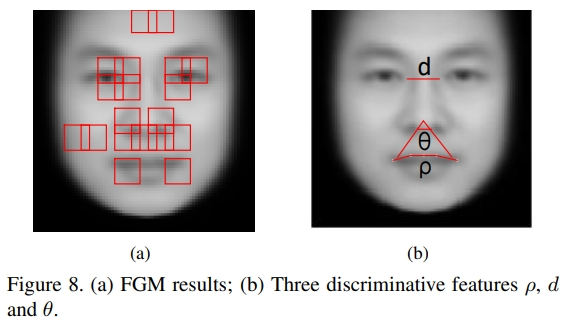 d
θ
ρ
(a)
(b)
Figure 8. (a) FGM results; (b) Three discriminative features ρ, d
and θ.